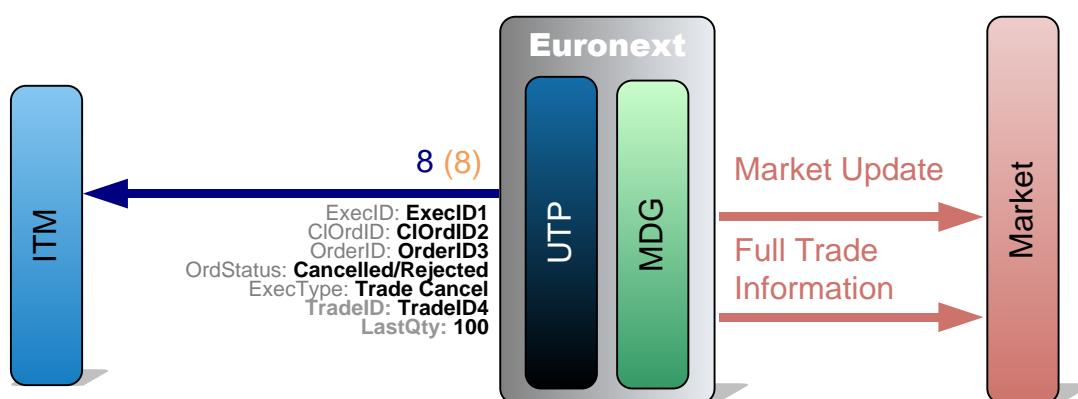 Euronext
8 (8)
ExecID: ExecID1
ClOrdID: ClOrdID2
OrderID: OrderID3
OrdStatus: Cancelled/Rejected
ExecType: Trade Cancel
TradeID: TradeID4
LastQty: 100
ITM
UTP
MDG
Market Update
Full Trade
Information
Market